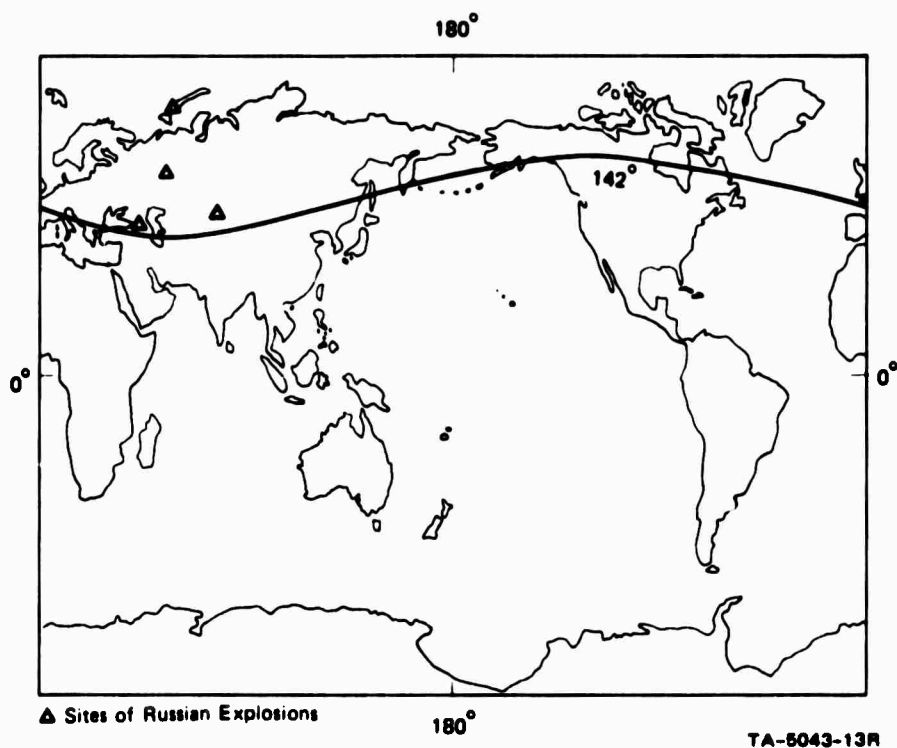 180°
142°
0° 0°
△ Sites of Russian Explosions
180°
TA-5043-13R